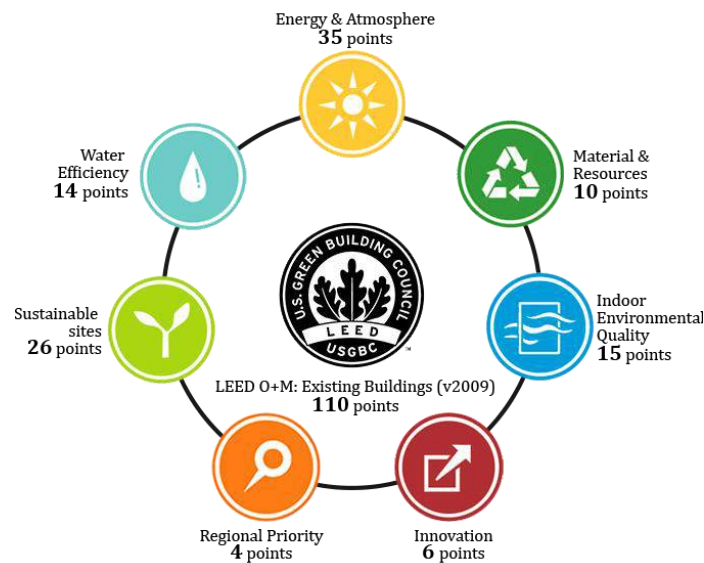 Energy & Atmosphere
35 points
Water
Efficiency
14 points
Material &
Resources
10 points
U.S. GREEN BUILDING COUNCIL
LEED
USGBC
™
Sustainable
sites
26 points
Indoor
Environmental
Quality
15 points
LEED O+M: Existing Buildings (v2009)
110 points
Regional Priority
4 points
Innovation
6 points